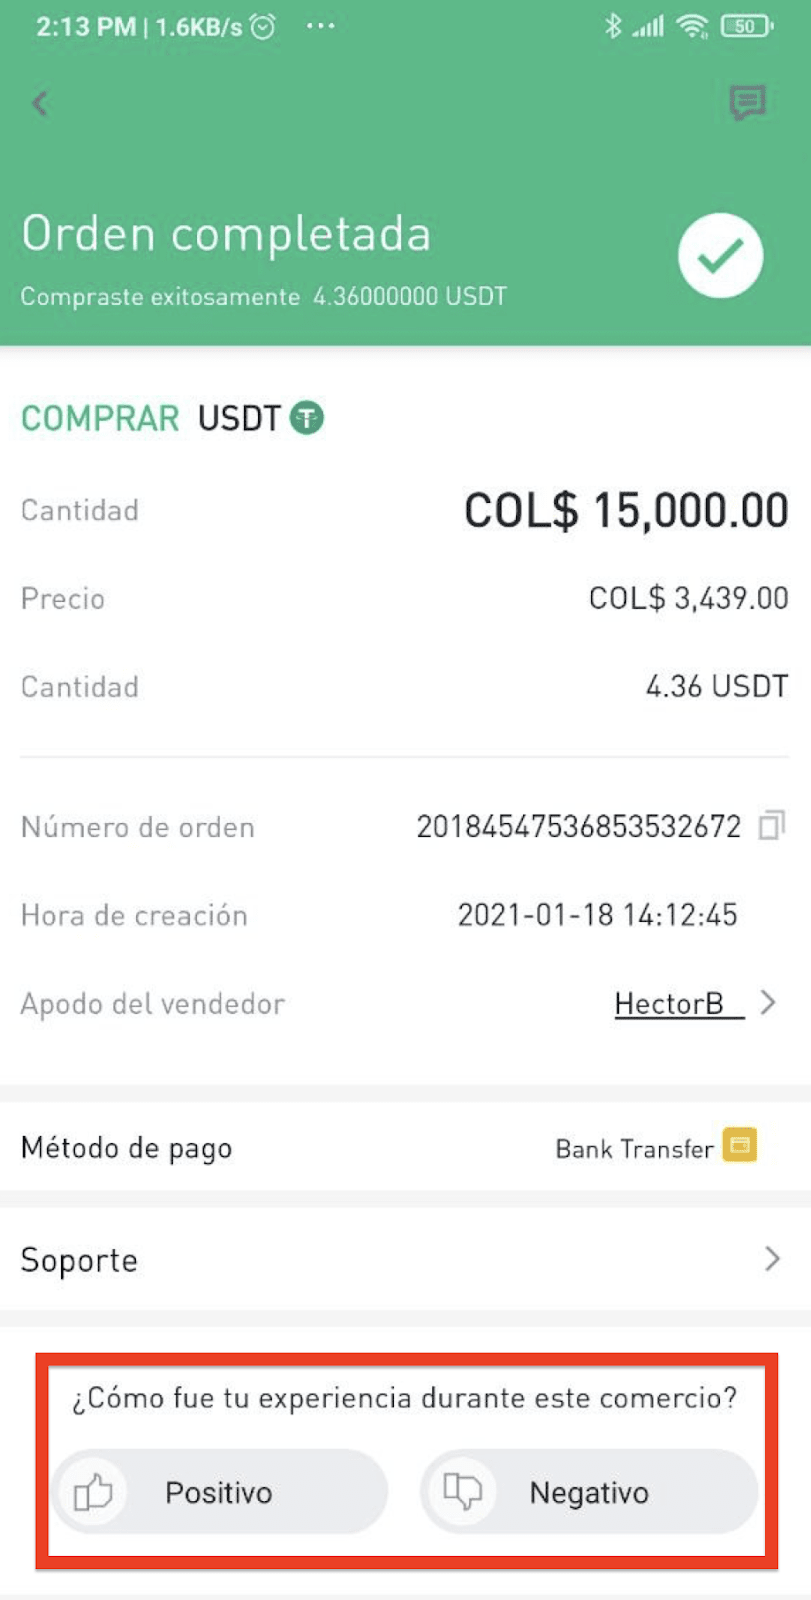 2:13 PM | 1.6KB/s ... 50
Orden completada
Compraste exitosamente 4.36000000 USDT
COMPRAR USDT
Cantidad COL$ 15,000.00
Precio COL$ 3,439.00
Cantidad 4.36 USDT
Número de orden 20184547536853532672
Hora de creación 2021-01-18 14:12:45
Apodo del vendedor HectorB_
Método de pago Bank Transfer
Soporte
¿Cómo fue tu experiencia durante este comercio?
Positivo Negativo